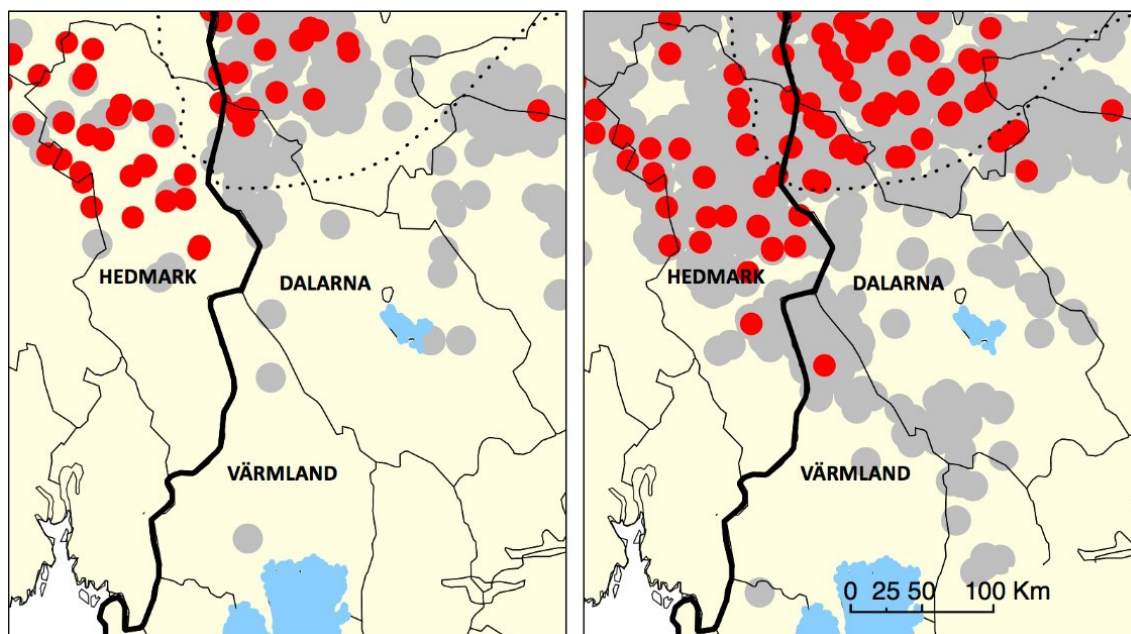 HEDMARK
DALARNA
VÄRMLAND
HEDMARK
DALARNA
VÄRMLAND
0 25 50 100 Km